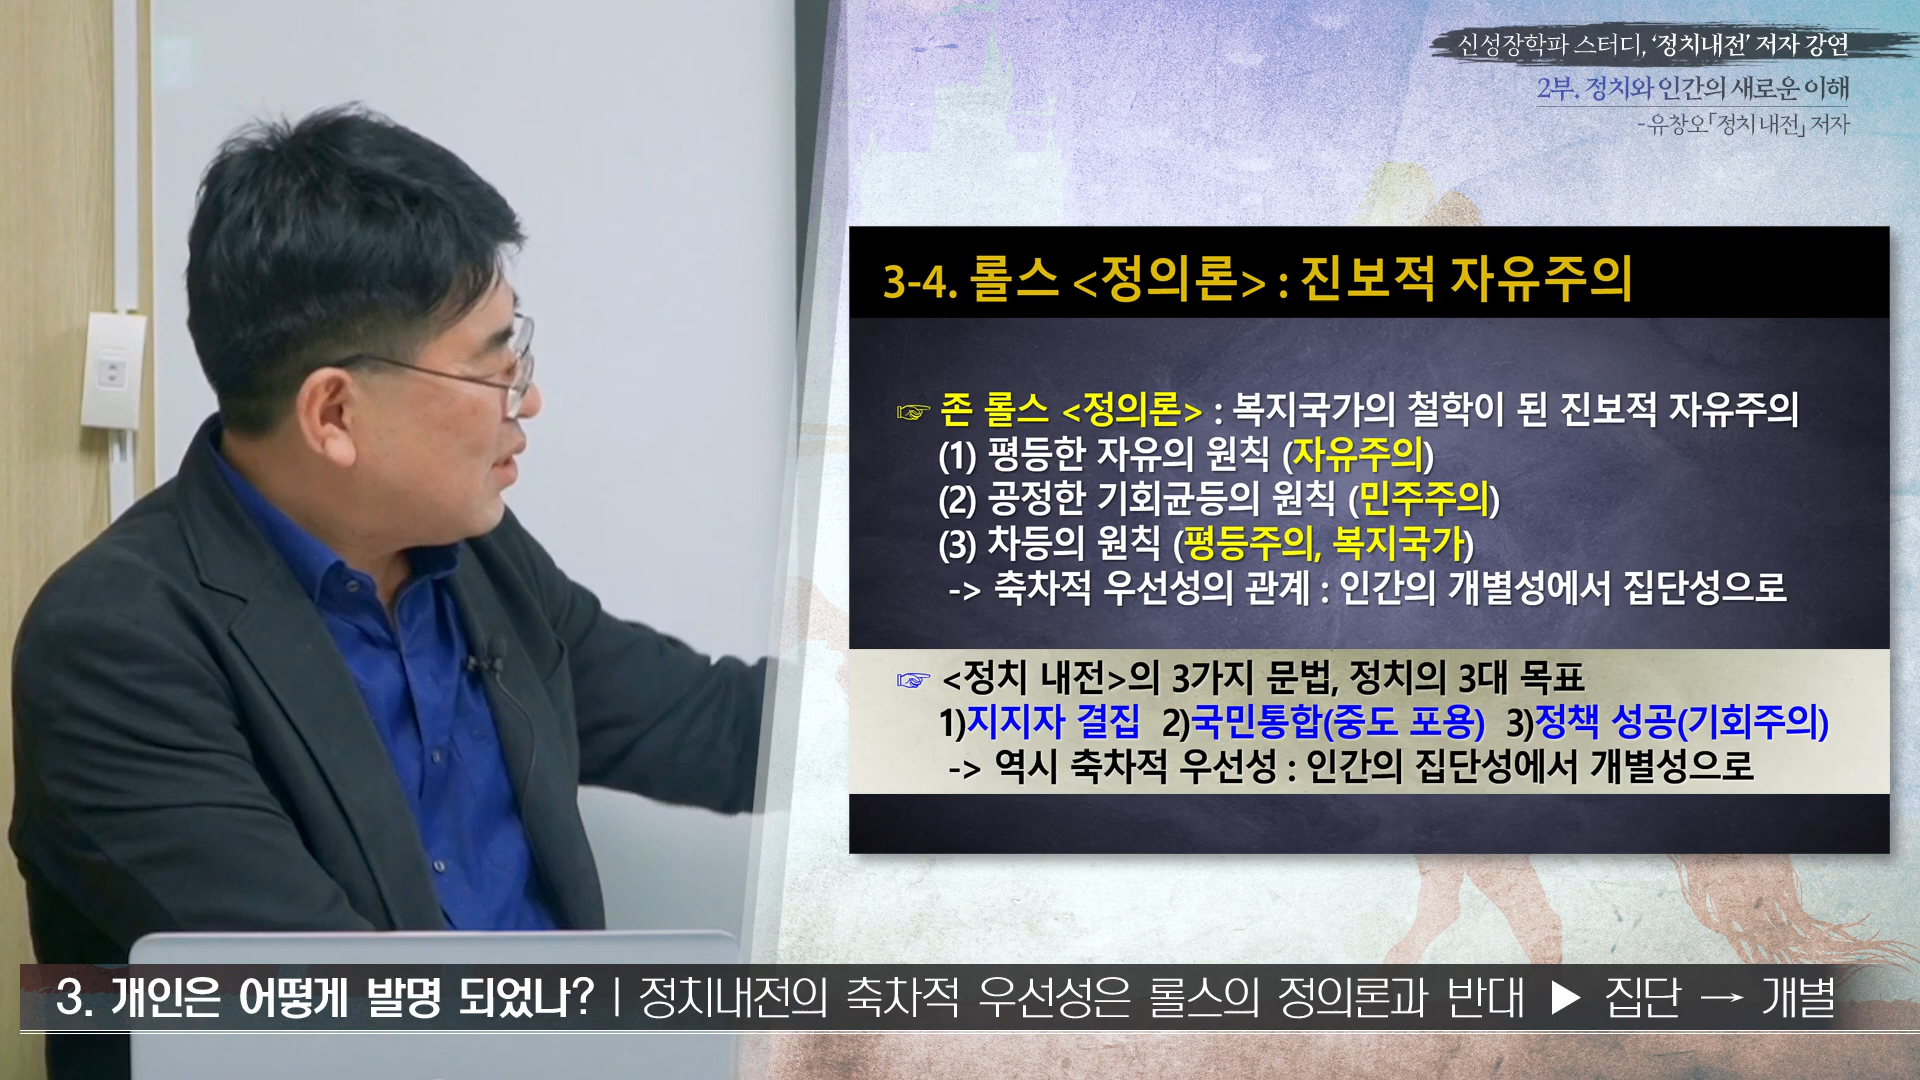 신성장학파 스터디, ‘정치내전’ 저자 강연
2부. 정치와 인간의 새로운 이해
-유창오「정치 내전」 저자
3-4. 롤스 <정의론> : 진보적 자유주의
☞ 존 롤스 <정의론> : 복지국가의 철학이 된 진보적 자유주의
(1) 평등한 자유의 원칙 (자유주의)
(2) 공정한 기회균등의 원칙 (민주주의)
(3) 차등의 원칙 (평등주의, 복지국가)
-> 축차적 우선성의 관계 : 인간의 개별성에서 집단성으로
☞ <정치 내전>의 3가지 문법, 정치의 3대 목표
1)지지자 결집 2)국민통합(중도 포용) 3)정책 성공(기회주의)
-> 역시 축차적 우선성 : 인간의 집단성에서 개별성으로
3. 개인은 어떻게 발명 되었나? | 정치내전의 축차적 우선성은 롤스의 정의론과 반대 ▶ 집단 → 개별